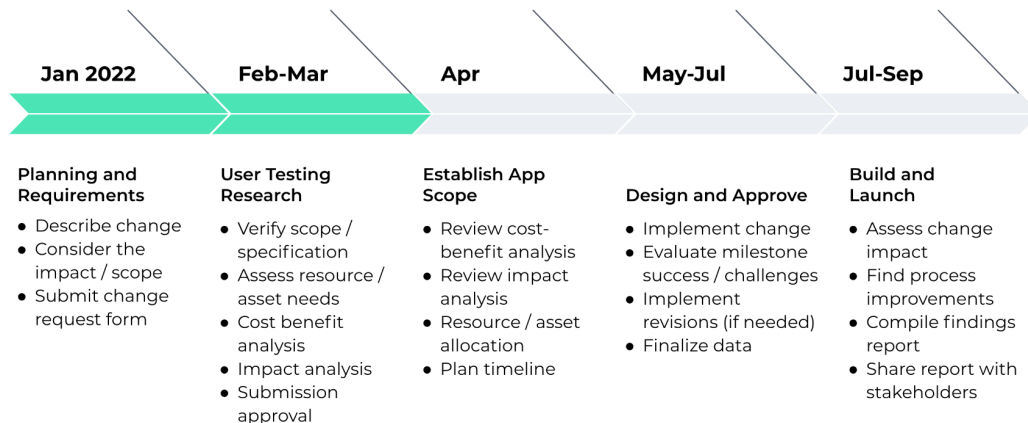 Jan 2022
Feb-Mar
Apr
May-Jul
Jul-Sep
Planning and
Requirements
● Describe change
● Consider the
impact / scope
● Submit change
request form
User Testing
Research
● Verify scope /
specification
● Assess resource /
asset needs
● Cost benefit
analysis
● Impact analysis
● Submission
approval
Establish App
Scope
● Review cost-
benefit analysis
● Review impact
analysis
● Resource / asset
allocation
● Plan timeline
Design and Approve
● Implement change
● Evaluate milestone
success / challenges
● Implement
revisions (if needed)
● Finalize data
Build and
Launch
● Assess change
impact
● Find process
improvements
● Compile findings
report
● Share report with
stakeholders